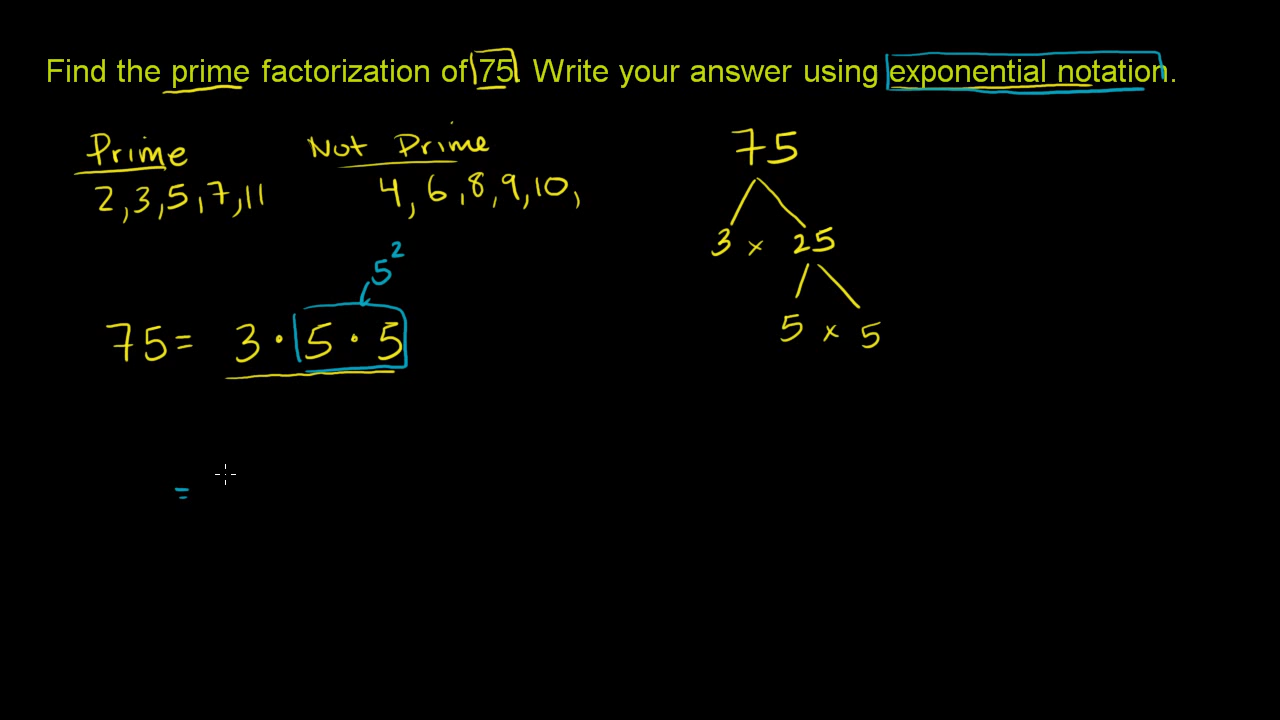 Find the prime factorization of 75. Write your answer using exponential notation.
Prime
2, 3, 5, 7, 11
Not Prime
4, 6, 8, 9, 10,
75
3 × 25
5 × 5
5²
75 = 3 · 5 · 5
=